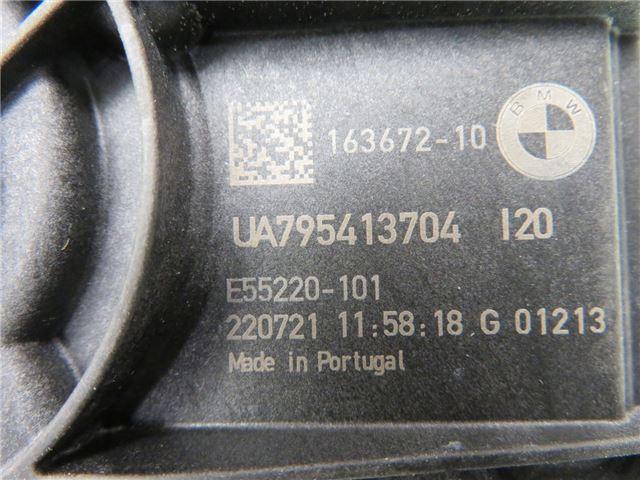 163672-10
BMW
UA795413704 I20
E55220-101
220721 11:58:18 G 01213
Made in Portugal